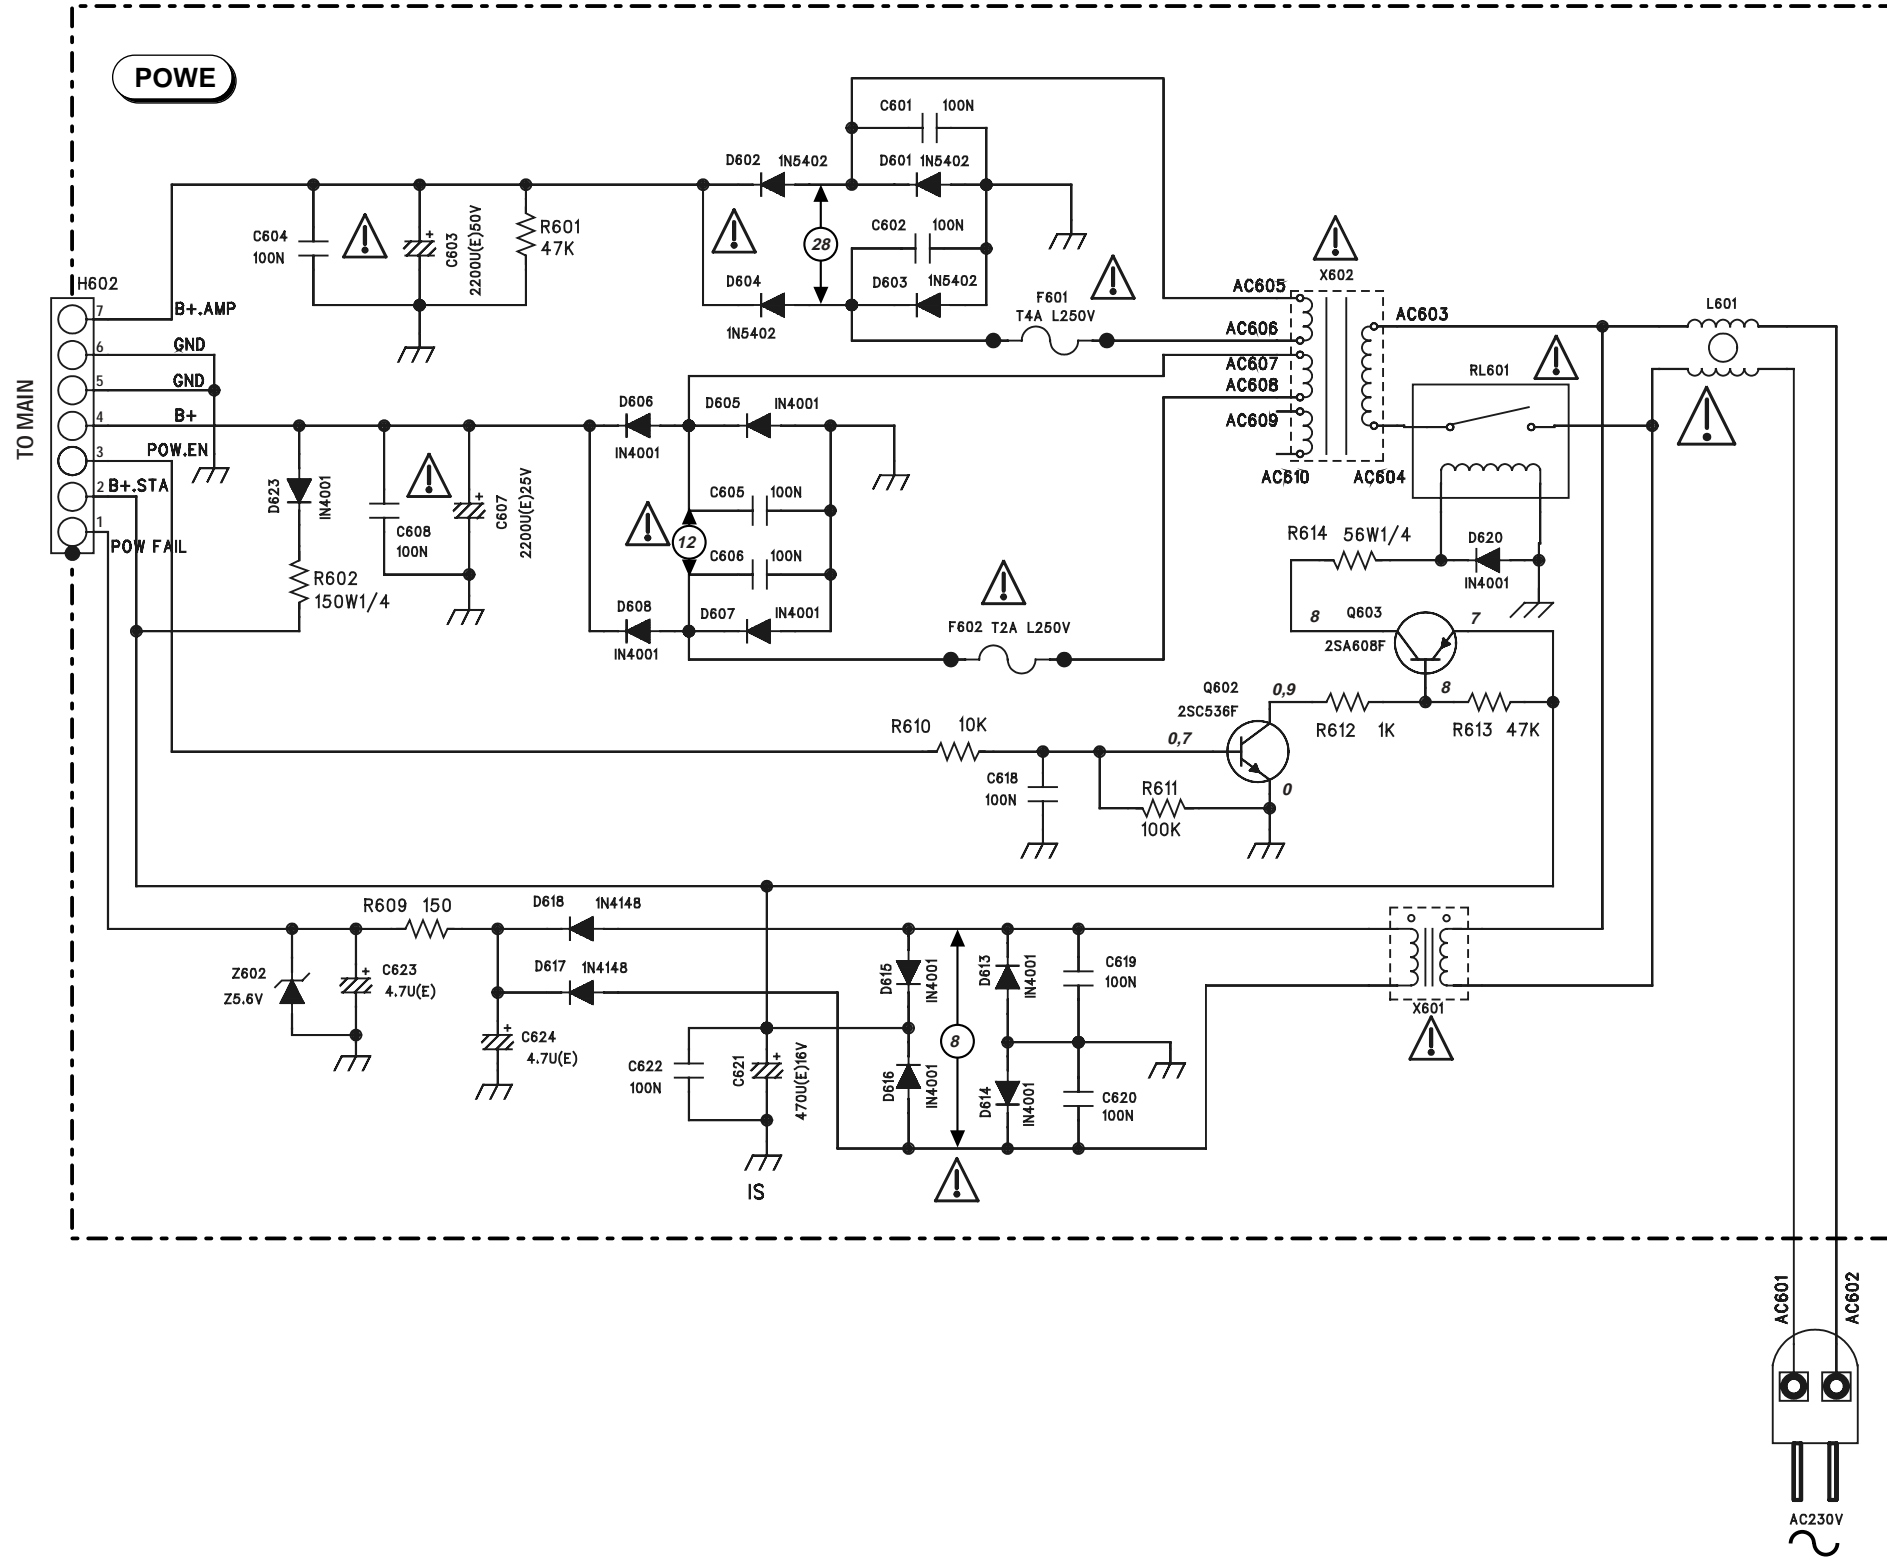 POWE
C601 100N
D602 1N5402
D601 1N5402
C604
100N
C603
2200U(E)50V
R601
47K
28
C602 100N
D604
1N5402
D603 1N5402
F601
T4A L250V
X602
AC605
AC606
AC607
AC608
AC609
AC610
AC603
AC604
L601
RL601
H602
TO MAIN
7 B+.AMP
6 GND
5 GND
4 B+
3 POW.EN
2 B+.STA
1 POW FAIL
D606
IN4001
D605 IN4001
D623
IN4001
C608
100N
C607
2200U(E)25V
C605 100N
12
C606 100N
R602
150W1/4
D608
IN4001
D607 IN4001
F602 T2A L250V
R614 56W1/4
D620
IN4001
8
Q603
2SA608F
7
Q602
2SC536F
0,9
8
R612 1K
R613 47K
R610 10K
0,7
C618
100N
R611
100K
0
R609 150
D618 1N4148
D617 1N4148
Z602
Z5.6V
C623
4.7U(E)
C624
4.7U(E)
C622
100N
C621
470U(E)16V
IS
D615
IN4001
D616
IN4001
8
D613
IN4001
D614
IN4001
C619
100N
C620
100N
X601
AC601
AC602
AC230V